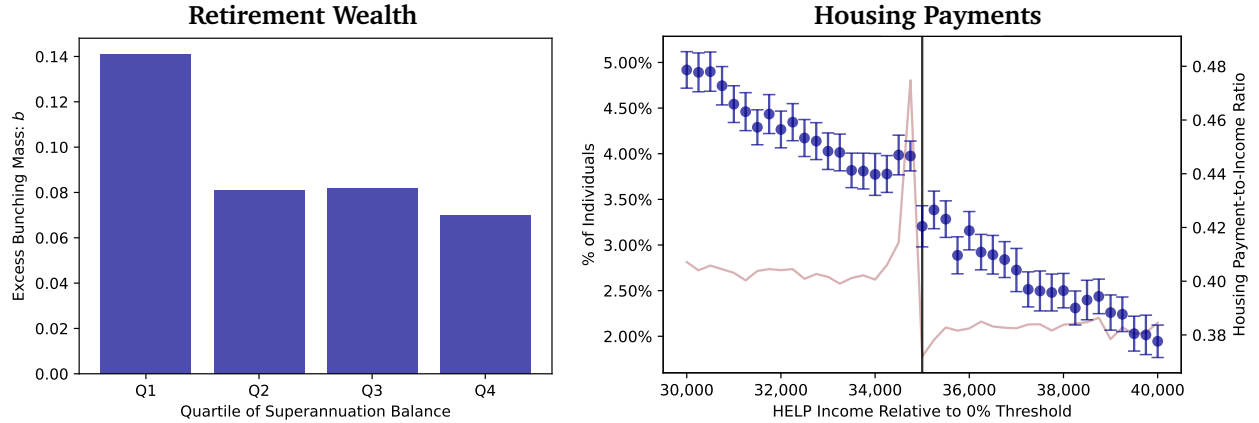 Retirement Wealth
Excess Bunching Mass: b
0.14
0.12
0.10
0.08
0.06
0.04
0.02
0.00
Q1 Q2 Q3 Q4
Quartile of Superannuation Balance
Housing Payments
% of Individuals
5.00%
4.50%
4.00%
3.50%
3.00%
2.50%
2.00%
30,000 32,000 34,000 36,000 38,000 40,000
HELP Income Relative to 0% Threshold
0.48
0.46
0.44
0.42
0.40
0.38
Housing Payment-to-Income Ratio